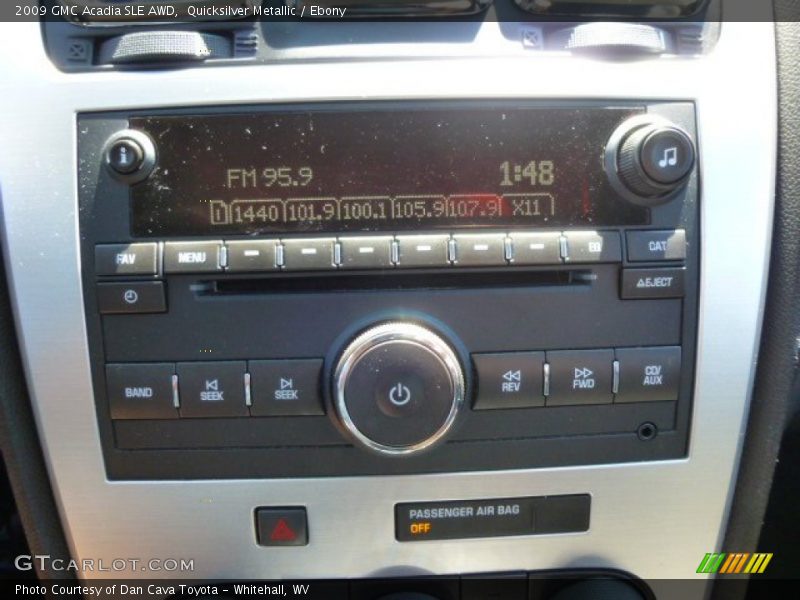 2009 GMC Acadia SLE AWD,  Quicksilver Metallic / Ebony
FM 95.9
1:48
1 1440 101.9 100.1 105.9 107.9 X11
FAV
MENU
EQ
CAT
EJECT
BAND
SEEK
SEEK
REV
FWD
CD/
AUX
PASSENGER AIR BAG
OFF
GTCARLOT.COM
Photo Courtesy of Dan Cava Toyota - Whitehall, WV